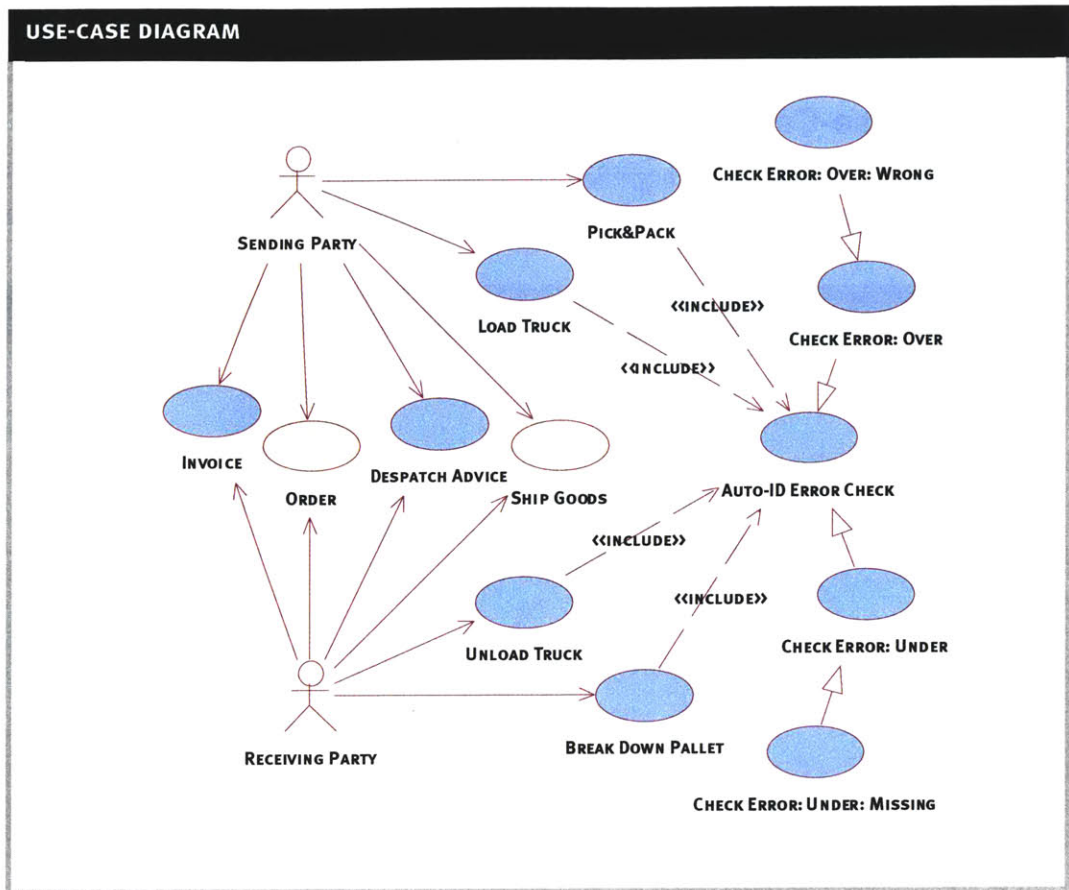 USE-CASE DIAGRAM
CHECK ERROR: OVER: WRONG
PICK&PACK
SENDING PARTY
«INCLUDE»
LOAD TRUCK
CHECK ERROR: OVER
«INCLUDE»
INVOICE
DESPATCH ADVICE
ORDER
SHIP GOODS
AUTO-ID ERROR CHECK
«INCLUDE»
«INCLUDE»
UNLOAD TRUCK
CHECK ERROR: UNDER
BREAK DOWN PALLET
RECEIVING PARTY
CHECK ERROR: UNDER: MISSING